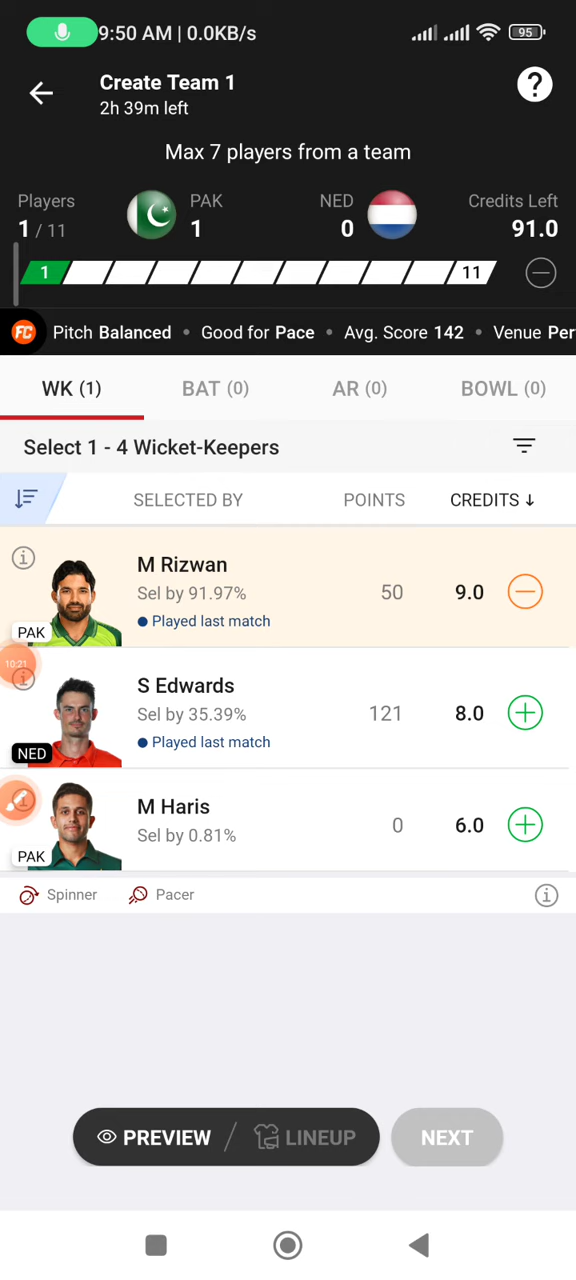 9:50 AM | 0.0KB/s
95
Create Team 1
2h 39m left
?
Max 7 players from a team
Players
1 / 11
PAK
1
NED
0
Credits Left
91.0
1
11
FC Pitch Balanced • Good for Pace • Avg. Score 142 • Venue Per
WK (1)
BAT (0)
AR (0)
BOWL (0)
Select 1 - 4 Wicket-Keepers
SELECTED BY
POINTS
CREDITS ↓
M Rizwan
Sel by 91.97%
50
9.0
Played last match
PAK
10:21
S Edwards
Sel by 35.39%
121
8.0
Played last match
NED
M Haris
Sel by 0.81%
0
6.0
PAK
Spinner
Pacer
PREVIEW / LINEUP
NEXT